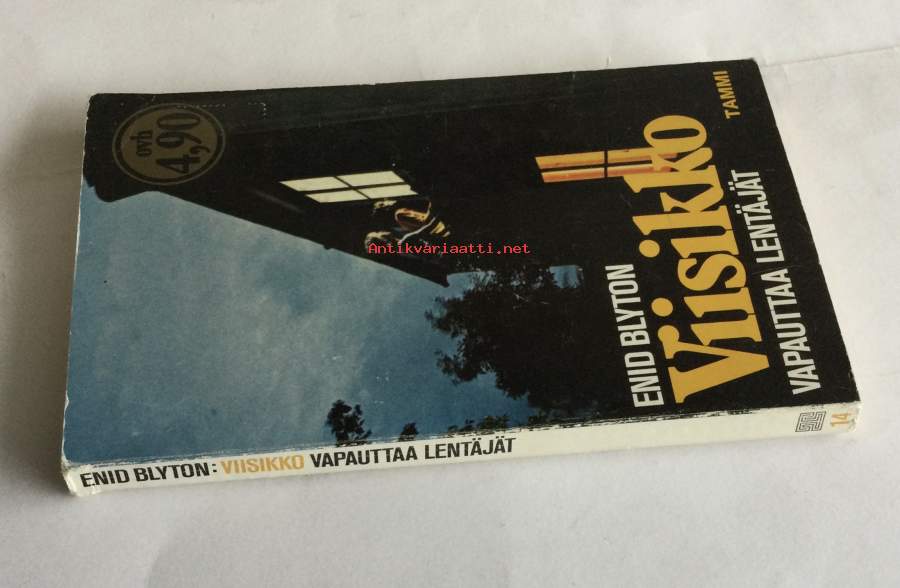 ovh
4,90
TAMMI
ENID BLYTON
Viisikko
VAPAUTTAA LENTÄJÄT
Antikvariaatti.net
ENID BLYTON: VIISIKKO VAPAUTTAA LENTÄJÄT
14